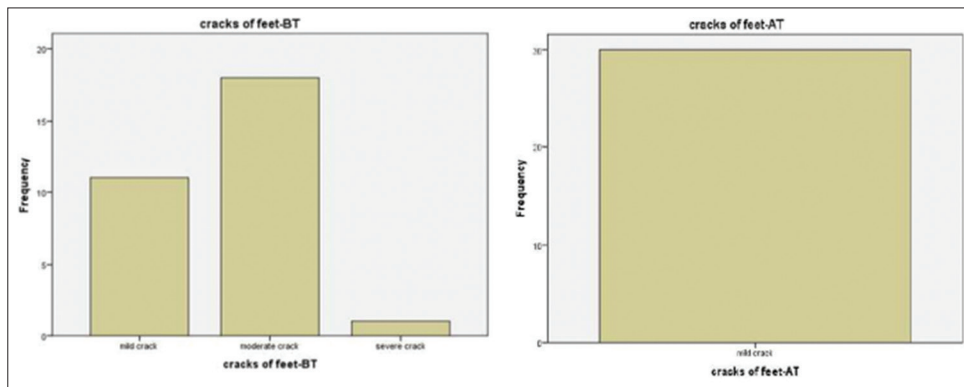 cracks of feet-BT
20
15
10
5
0
Frequency
mild crack moderate crack severe crack
cracks of feet-BT
cracks of feet-AT
30
20
10
0
Frequency
mild crack
cracks of feet-AT